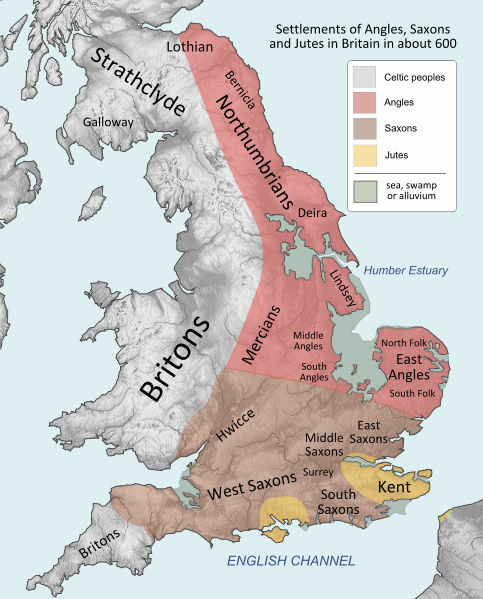 Settlements of Angles, Saxons
and Jutes in Britain in about 600
Celtic peoples
Angles
Saxons
Jutes
sea, swamp
or alluvium
Lothian
Strathclyde
Bernicia
Galloway
Northumbrians
Deira
Humber Estuary
Lindsey
Mercians
Middle
Angles
South
Angles
North Folk
East
Angles
South Folk
Britons
Hwicce
East
Saxons
Middle
Saxons
Surrey
West Saxons
Kent
South
Saxons
Britons
ENGLISH CHANNEL